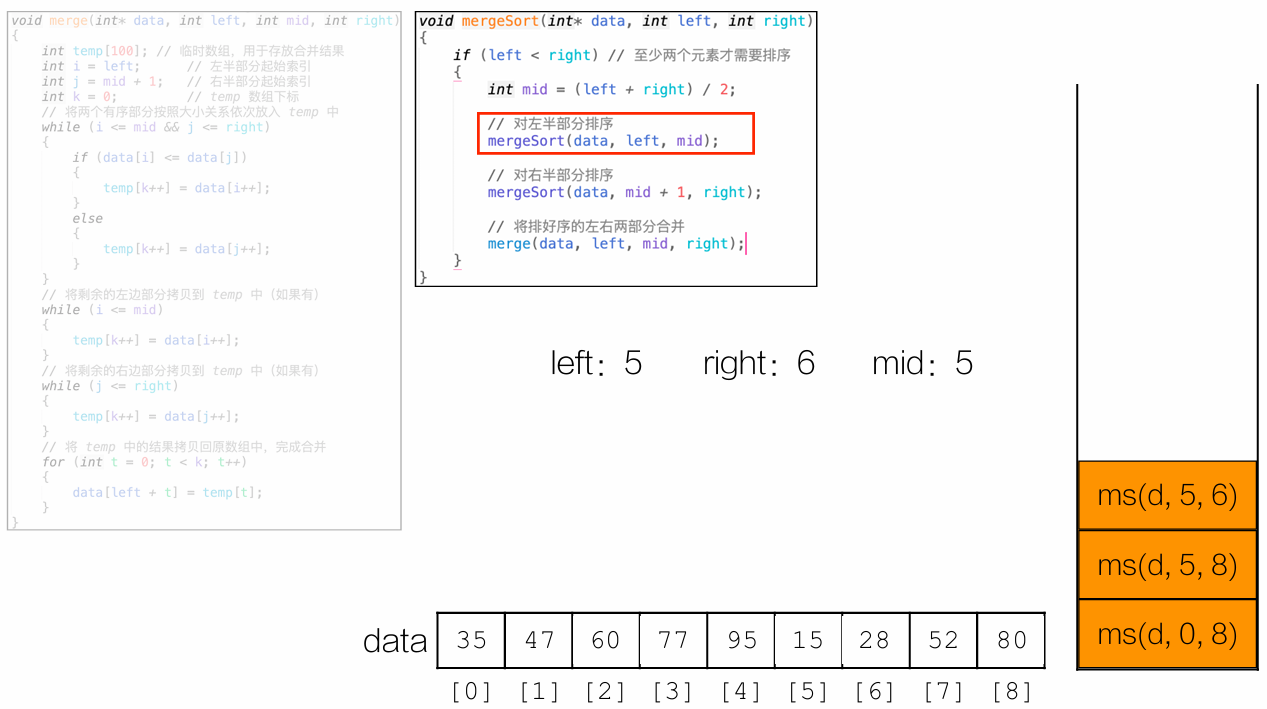 void merge(int* data, int left, int mid, int right)
{
    int temp[100]; // 临时数组，用于存放合并结果
    int i = left;      // 左半部分起始索引
    int j = mid + 1;   // 右半部分起始索引
    int k = 0;         // temp 数组下标
    // 将两个有序部分按照大小关系依次放入 temp 中
    while (i <= mid && j <= right)
    {
        if (data[i] <= data[j])
        {
            temp[k++] = data[i++];
        }
        else
        {
            temp[k++] = data[j++];
        }
    }
    // 将剩余的左边部分拷贝到 temp 中（如果有）
    while (i <= mid)
    {
        temp[k++] = data[i++];
    }
    // 将剩余的右边部分拷贝到 temp 中（如果有）
    while (j <= right)
    {
        temp[k++] = data[j++];
    }
    // 将 temp 中的结果拷贝回原数组中，完成合并
    for (int t = 0; t < k; t++)
    {
        data[left + t] = temp[t];
    }
}
void mergeSort(int* data, int left, int right)
{
    if (left < right) // 至少两个元素才需要排序
    {
        int mid = (left + right) / 2;
        // 对左半部分排序
        mergeSort(data, left, mid);
        // 对右半部分排序
        mergeSort(data, mid + 1, right);
        // 将排好序的左右两部分合并
        merge(data, left, mid, right);
    }
}
left：5 right：6 mid：5
ms(d, 5, 6)
ms(d, 5, 8)
ms(d, 0, 8)
data 35 47 60 77 95 15 28 52 80
[0] [1] [2] [3] [4] [5] [6] [7] [8]